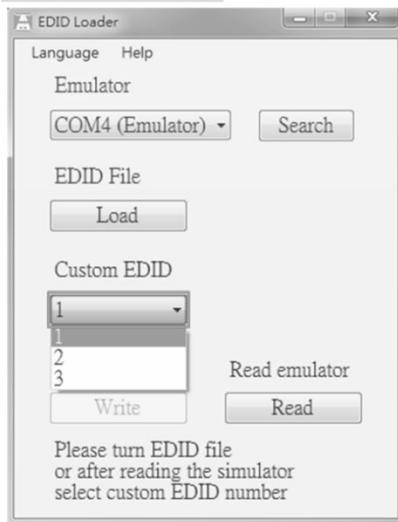 EDID Loader
Language Help
Emulator
COM4 (Emulator) Search
EDID File
Load
Custom EDID
1
1
2
3
Read emulator
Write Read
Please turn EDID file
or after reading the simulator
select custom EDID number